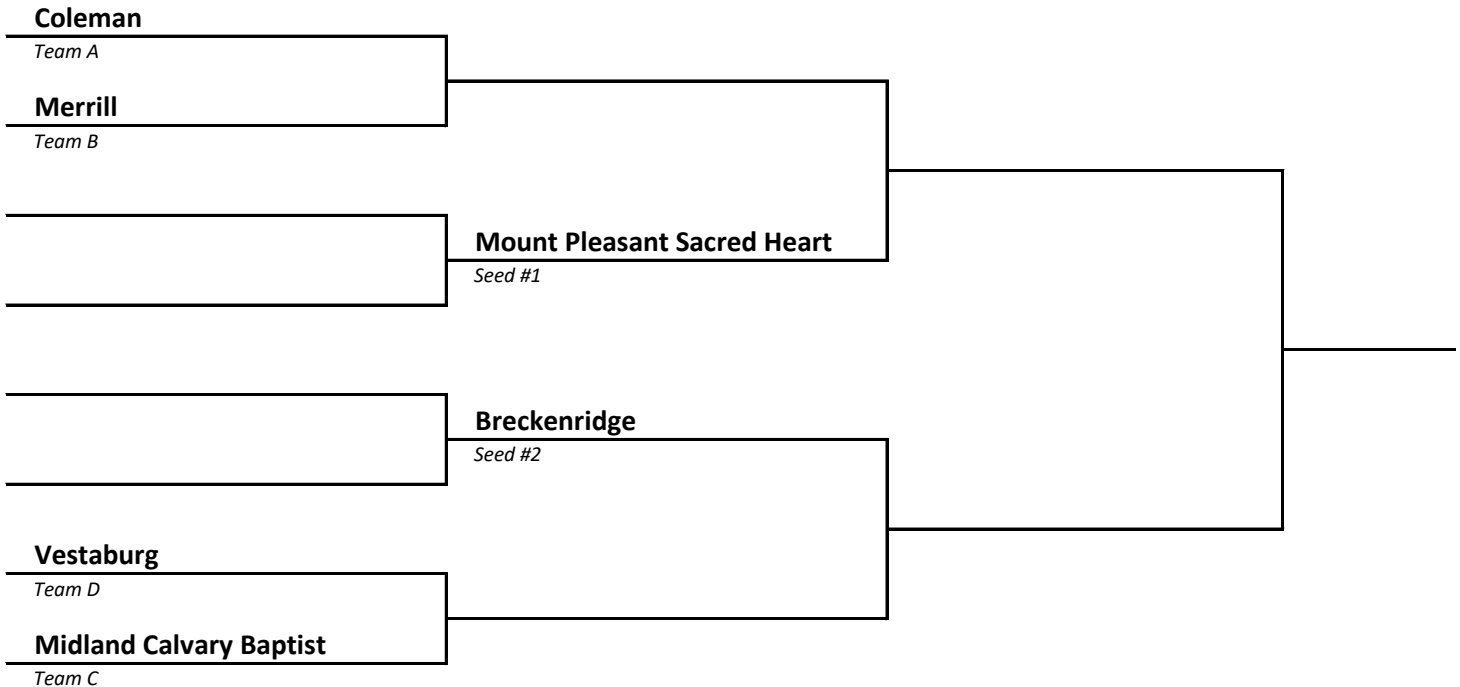 Coleman
Team A
Merrill
Team B
Mount Pleasant Sacred Heart
Seed #1
Breckenridge
Seed #2
Vestaburg
Team D
Midland Calvary Baptist
Team C